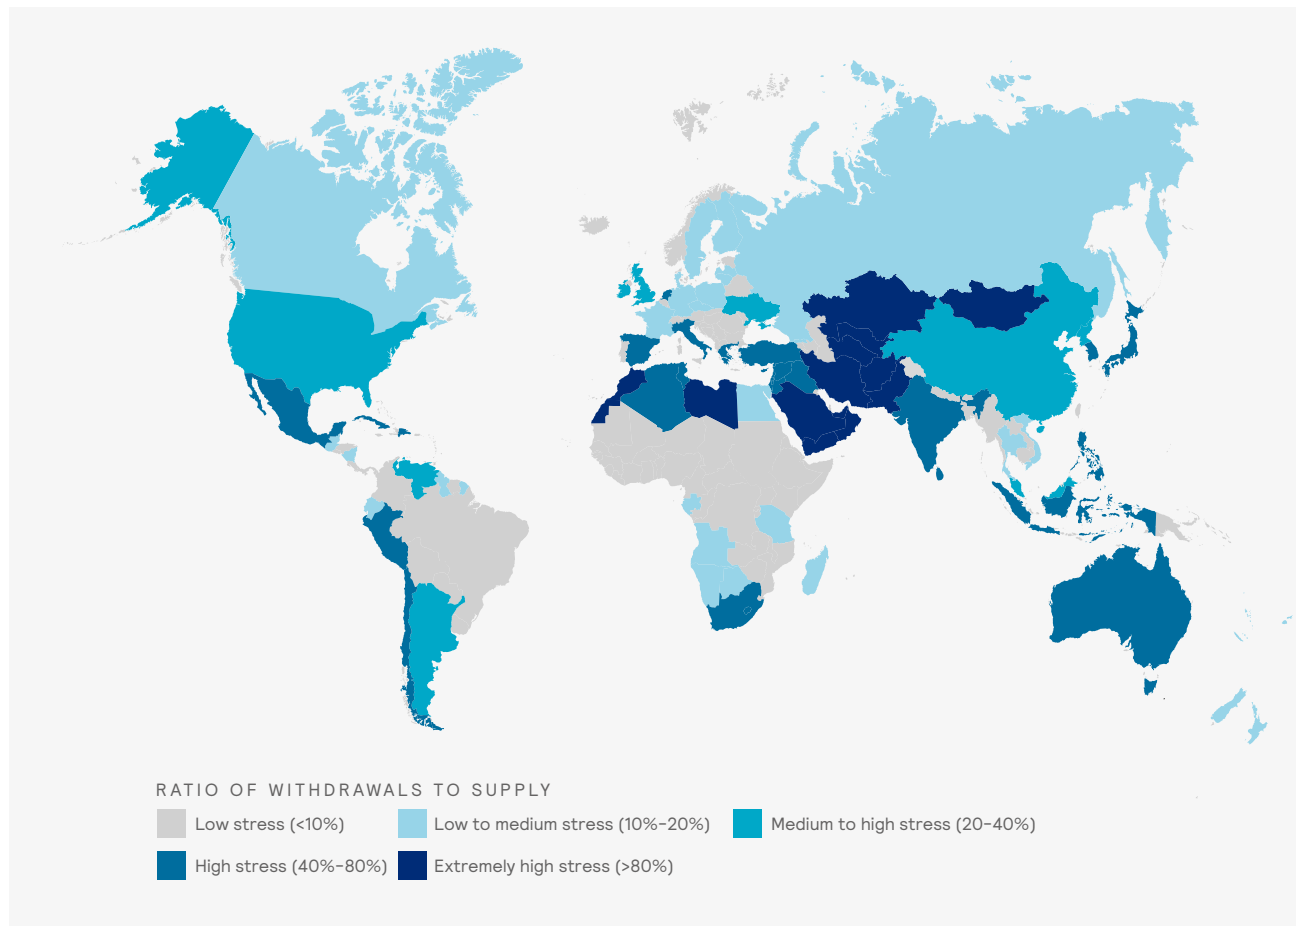 RATIO OF WITHDRAWALS TO SUPPLY
Low stress (<10%) Low to medium stress (10%–20%) Medium to high stress (20–40%)
High stress (40%–80%) Extremely high stress (>80%)